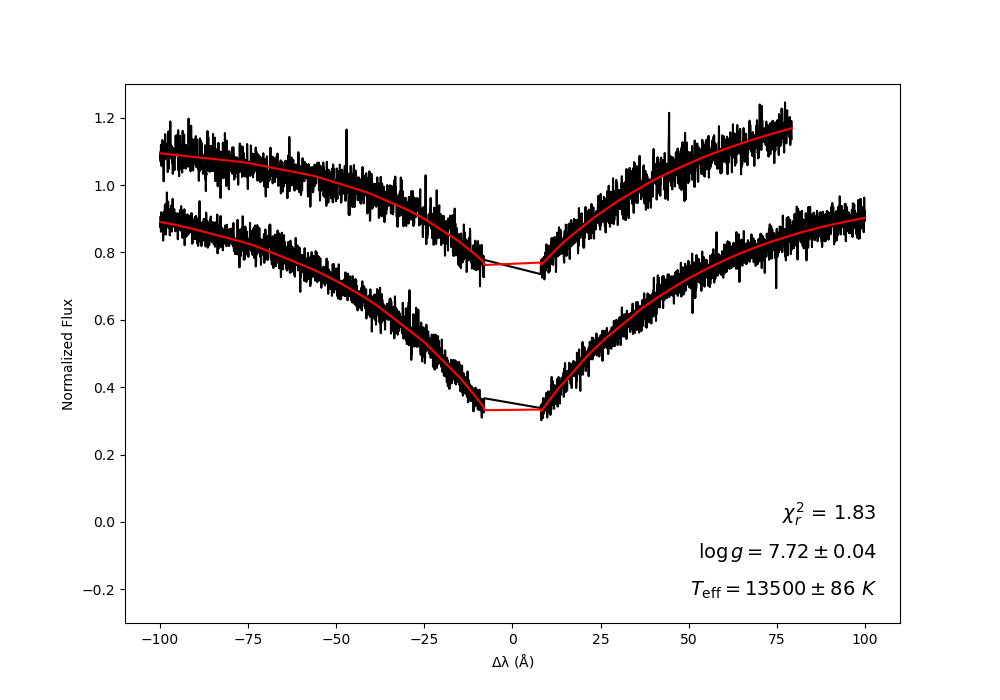 1.2
1.0
0.8
0.6
0.4
0.2
0.0
−0.2
Normalized Flux
χ²ᵣ = 1.83
log g = 7.72 ± 0.04
T_eff = 13500 ± 86 K
−100 −75 −50 −25 0 25 50 75 100
Δλ (Å)